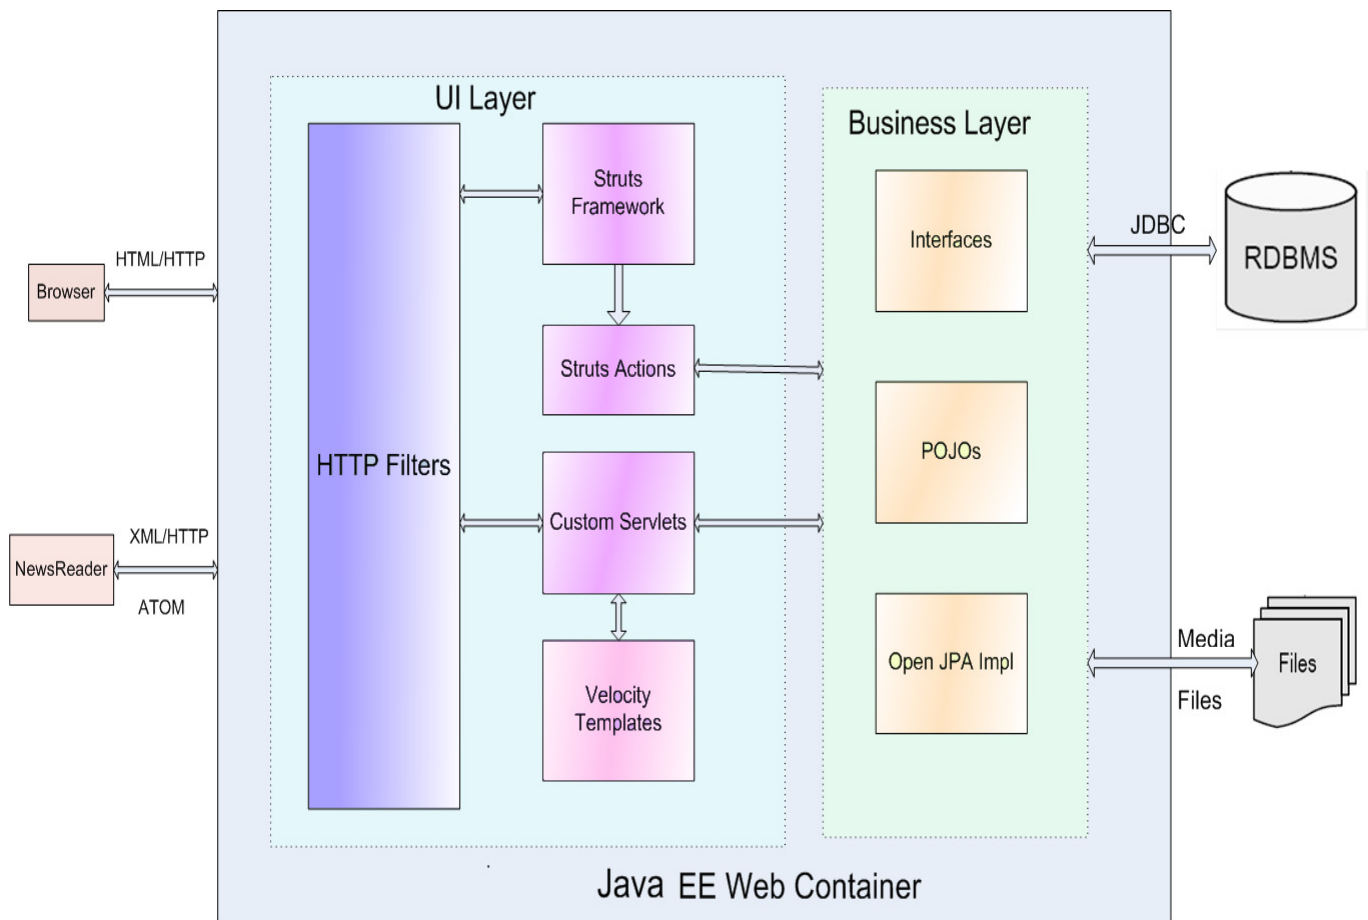 UI Layer
Business Layer
Struts
Framework
Interfaces
JDBC
RDBMS
HTML/HTTP
Browser
Struts Actions
HTTP Filters
POJOs
Custom Servlets
XML/HTTP
NewsReader
ATOM
Velocity
Templates
Open JPA Impl
Media
Files
Files
Java EE Web Container